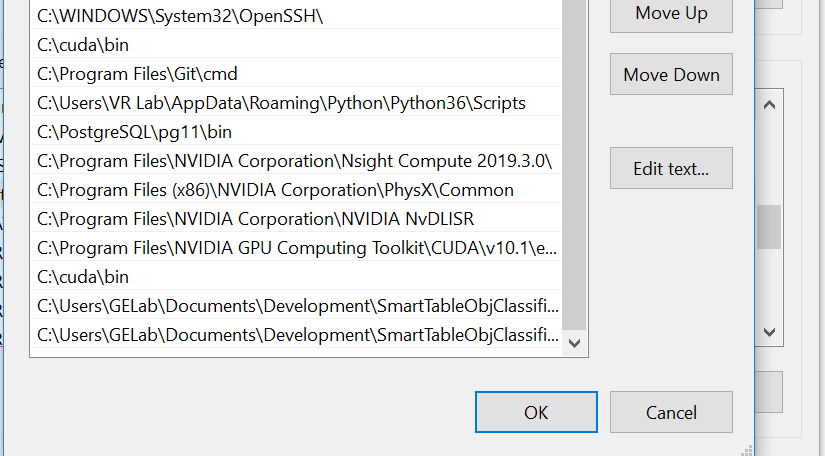 C:\WINDOWS\System32\OpenSSH\
Move Up
C:\cuda\bin
C:\Program Files\Git\cmd
Move Down
C:\Users\VR Lab\AppData\Roaming\Python\Python36\Scripts
C:\PostgreSQL\pg11\bin
C:\Program Files\NVIDIA Corporation\Nsight Compute 2019.3.0\
Edit text...
C:\Program Files (x86)\NVIDIA Corporation\PhysX\Common
C:\Program Files\NVIDIA Corporation\NVIDIA NvDLISR
C:\Program Files\NVIDIA GPU Computing Toolkit\CUDA\v10.1\e...
C:\cuda\bin
C:\Users\GELab\Documents\Development\SmartTableObjClassifi...
C:\Users\GELab\Documents\Development\SmartTableObjClassifi...
OK
Cancel